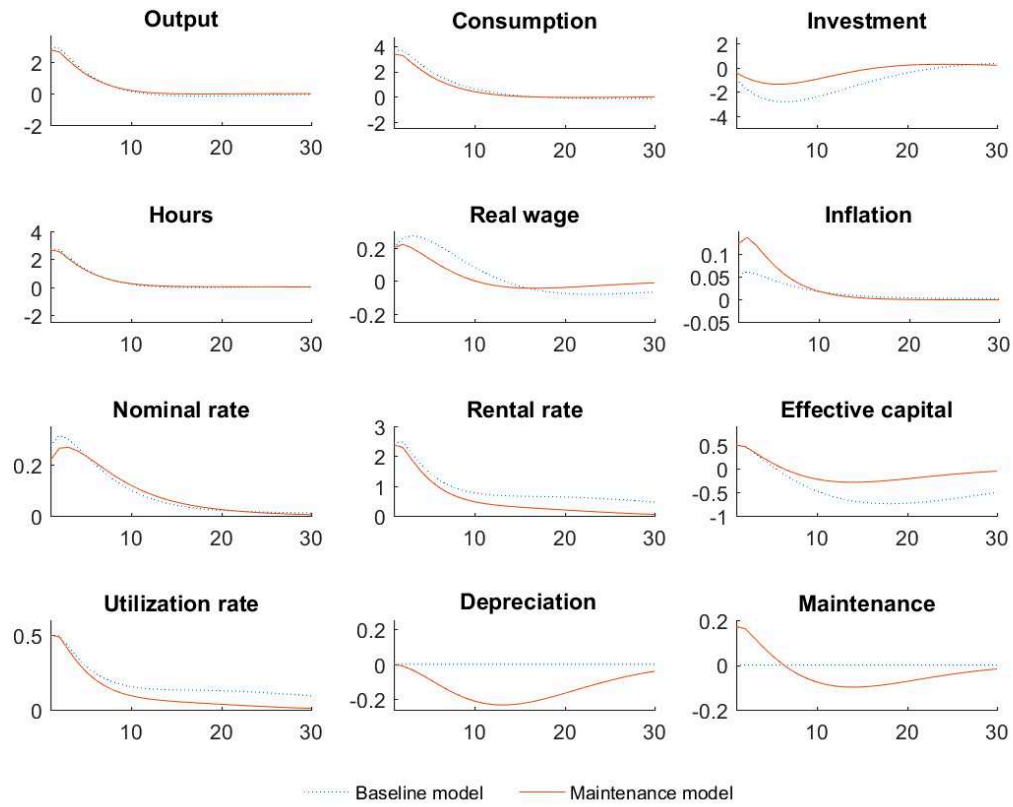 Output
2
0
-2
10 20 30
Consumption
4
2
0
-2
10 20 30
Investment
2
0
-2
-4
10 20 30
Hours
4
2
0
-2
10 20 30
Real wage
0.2
0
-0.2
10 20 30
Inflation
0.1
0.05
0
-0.05
10 20 30
Nominal rate
0.2
0
10 20 30
Rental rate
3
2
1
0
10 20 30
Effective capital
0.5
0
-0.5
-1
10 20 30
Utilization rate
0.5
0
10 20 30
Depreciation
0.2
0
-0.2
10 20 30
Maintenance
0.2
0
-0.2
10 20 30
Baseline model Maintenance model